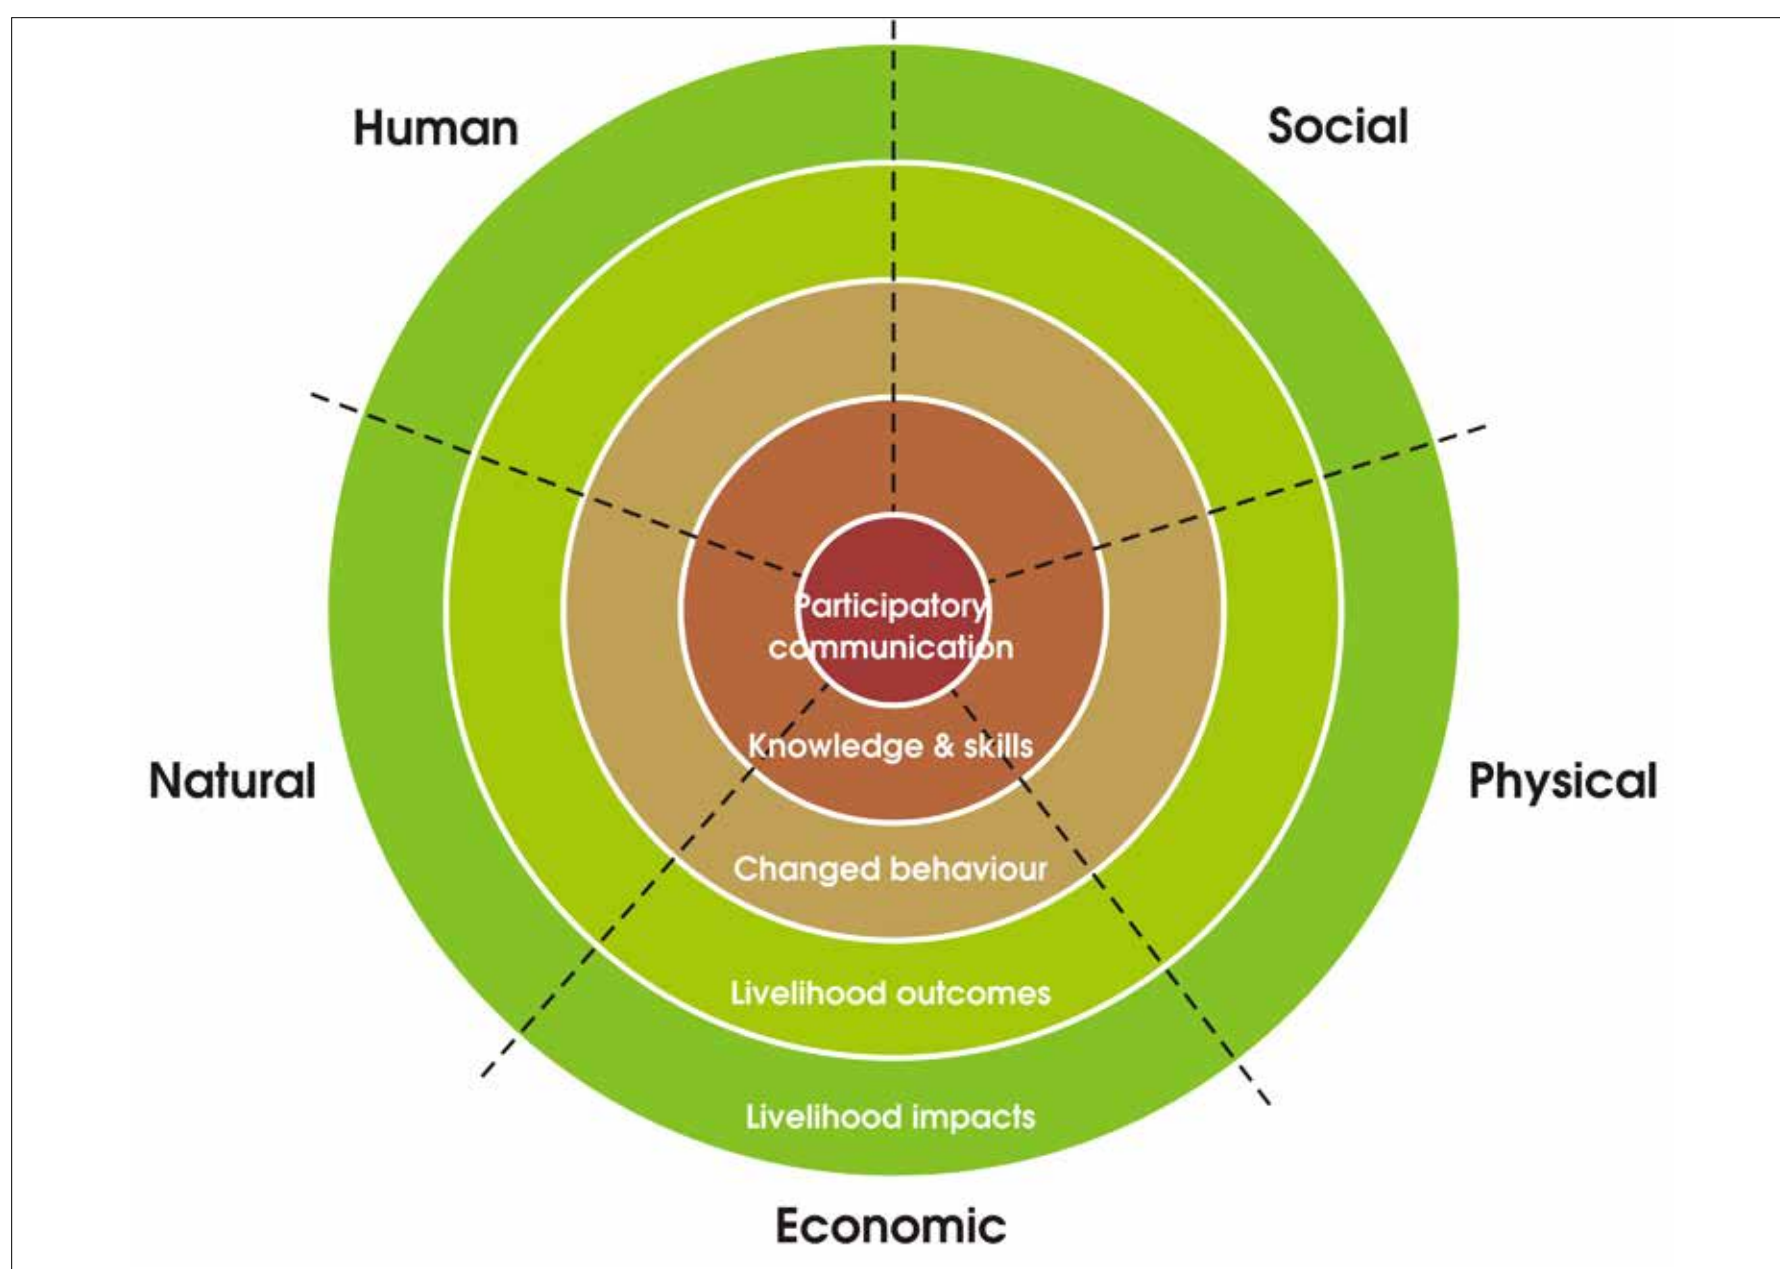 Human
Social
Participatory
communication
Knowledge & skills
Natural
Physical
Changed behaviour
Livelihood outcomes
Livelihood impacts
Economic